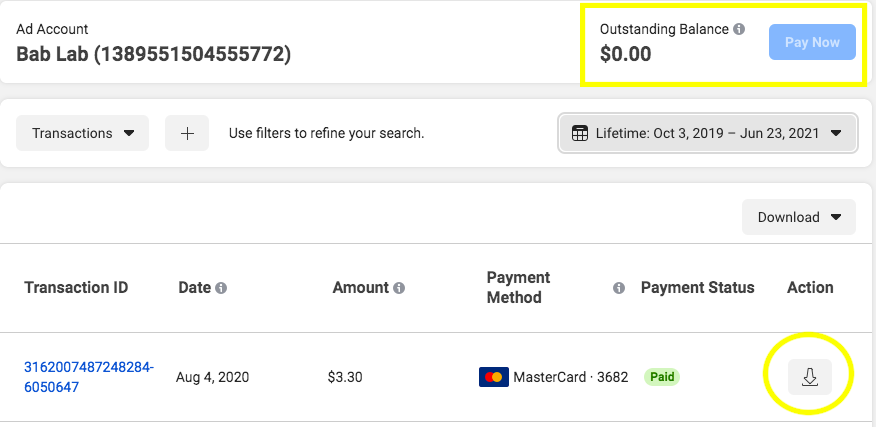 Ad Account
Bab Lab (1389551504555772)
Outstanding Balance
$0.00
Pay Now
Transactions
Use filters to refine your search.
Lifetime: Oct 3, 2019 – Jun 23, 2021
Download
Transaction ID
Date
Amount
Payment
Method
Payment Status
Action
3162007487248284-
6050647
Aug 4, 2020
$3.30
MasterCard · 3682
Paid